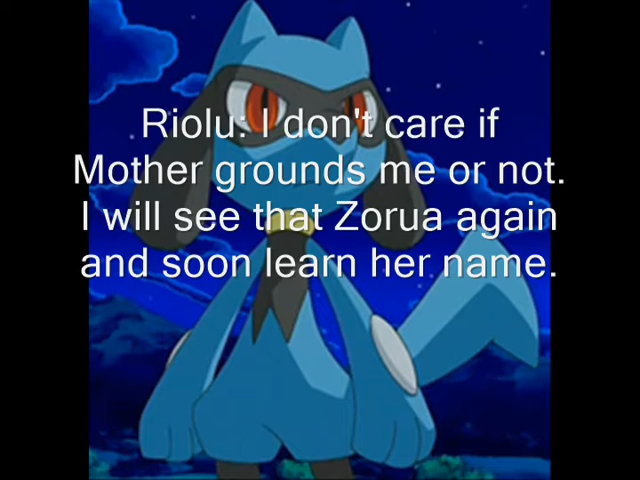 Riolu: I don't care if
Mother grounds me or not.
I will see that Zorua again
and soon learn her name.